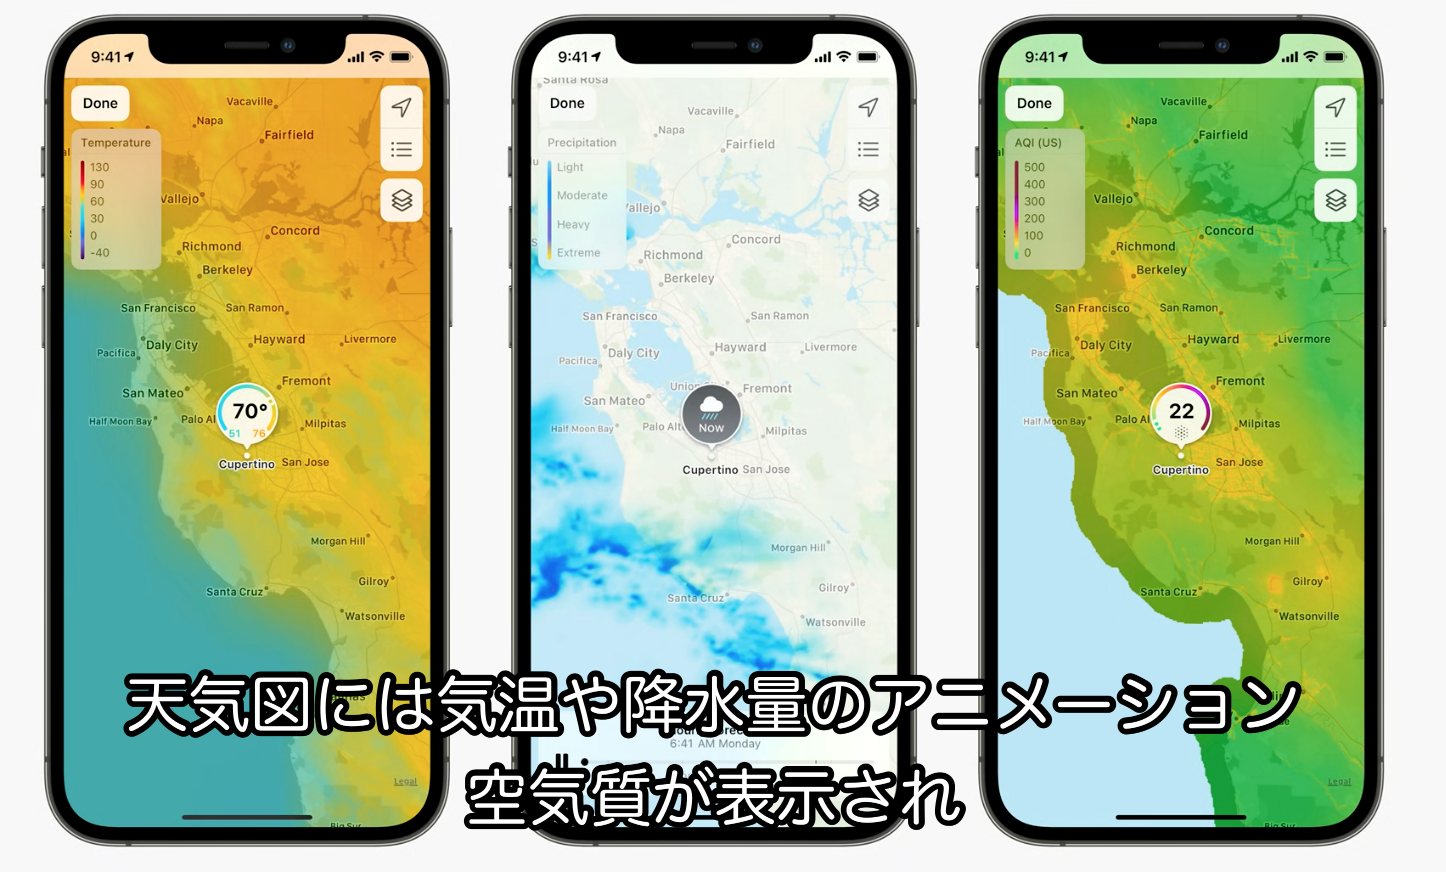 9:41
Done
Temperature
130
90
60
30
0
-40
Vacaville
Napa
Fairfield
Vallejo
Concord
Richmond
Berkeley
San Francisco
San Ramon
Daly City
Hayward
Livermore
Pacifica
Fremont
San Mateo
70°
51 76
Half Moon Bay
Palo Al
Milpitas
Cupertino
San Jose
Morgan Hill
Gilroy
Santa Cruz
Watsonville
Legal
Big Sur
9:41
Santa Rosa
Done
Precipitation
Light
Moderate
Heavy
Extreme
Vacaville
Napa
Fairfield
Vallejo
Concord
Richmond
Berkeley
San Francisco
San Ramon
Daly City
Hayward
Livermore
Pacifica
Union
Fremont
San Mateo
Now
Half Moon Bay
Palo Alt
Milpitas
Cupertino
San Jose
Morgan Hill
Gilroy
Santa Cruz
Watsonville
6:41 AM Monday
9:41
Done
AQI (US)
500
400
300
200
100
0
Vacaville
Napa
Fairfield
Vallejo
Concord
Richmond
Berkeley
San Francisco
San Ramon
Daly City
Hayward
Livermore
Pacifica
Fremont
San Mateo
22
Half Moon Bay
Palo Al
Milpitas
Cupertino
San Jose
Morgan Hill
Gilroy
Santa Cruz
Watsonville
Legal
Big Sur
天気図には気温や降水量のアニメーション
空気質が表示され